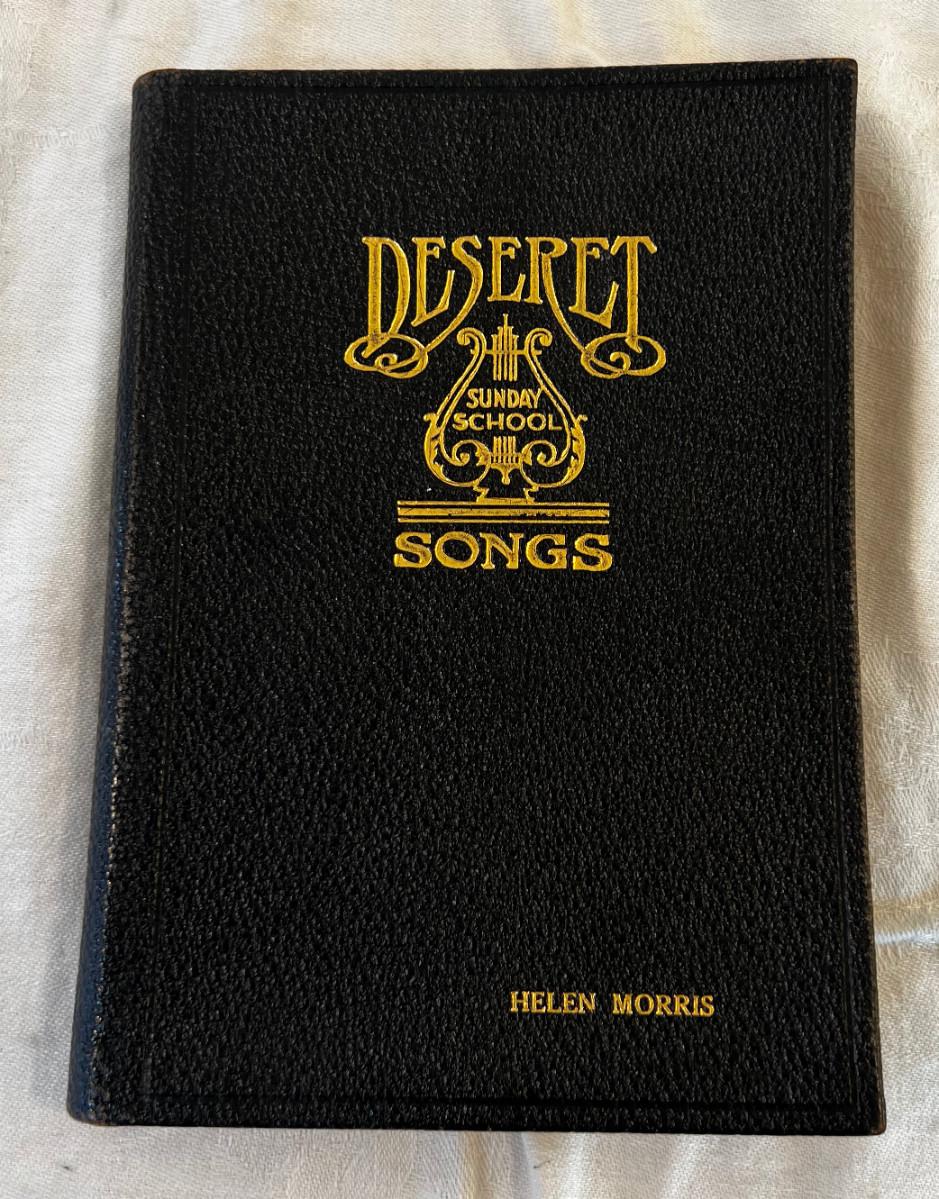 DESERET
SUNDAY
SCHOOL
SONGS
HELEN MORRIS